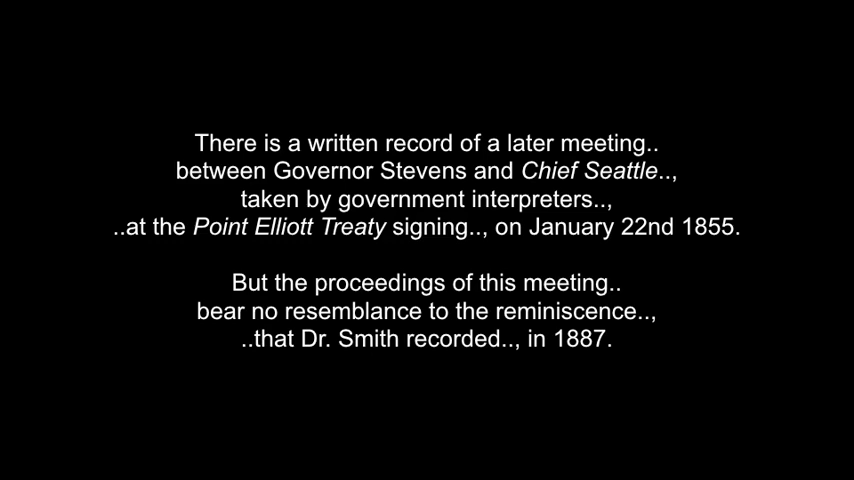 There is a written record of a later meeting..
between Governor Stevens and Chief Seattle..,
taken by government interpreters..,
..at the Point Elliott Treaty signing.., on January 22nd 1855.
But the proceedings of this meeting..
bear no resemblance to the reminiscence..,
..that Dr. Smith recorded.., in 1887.